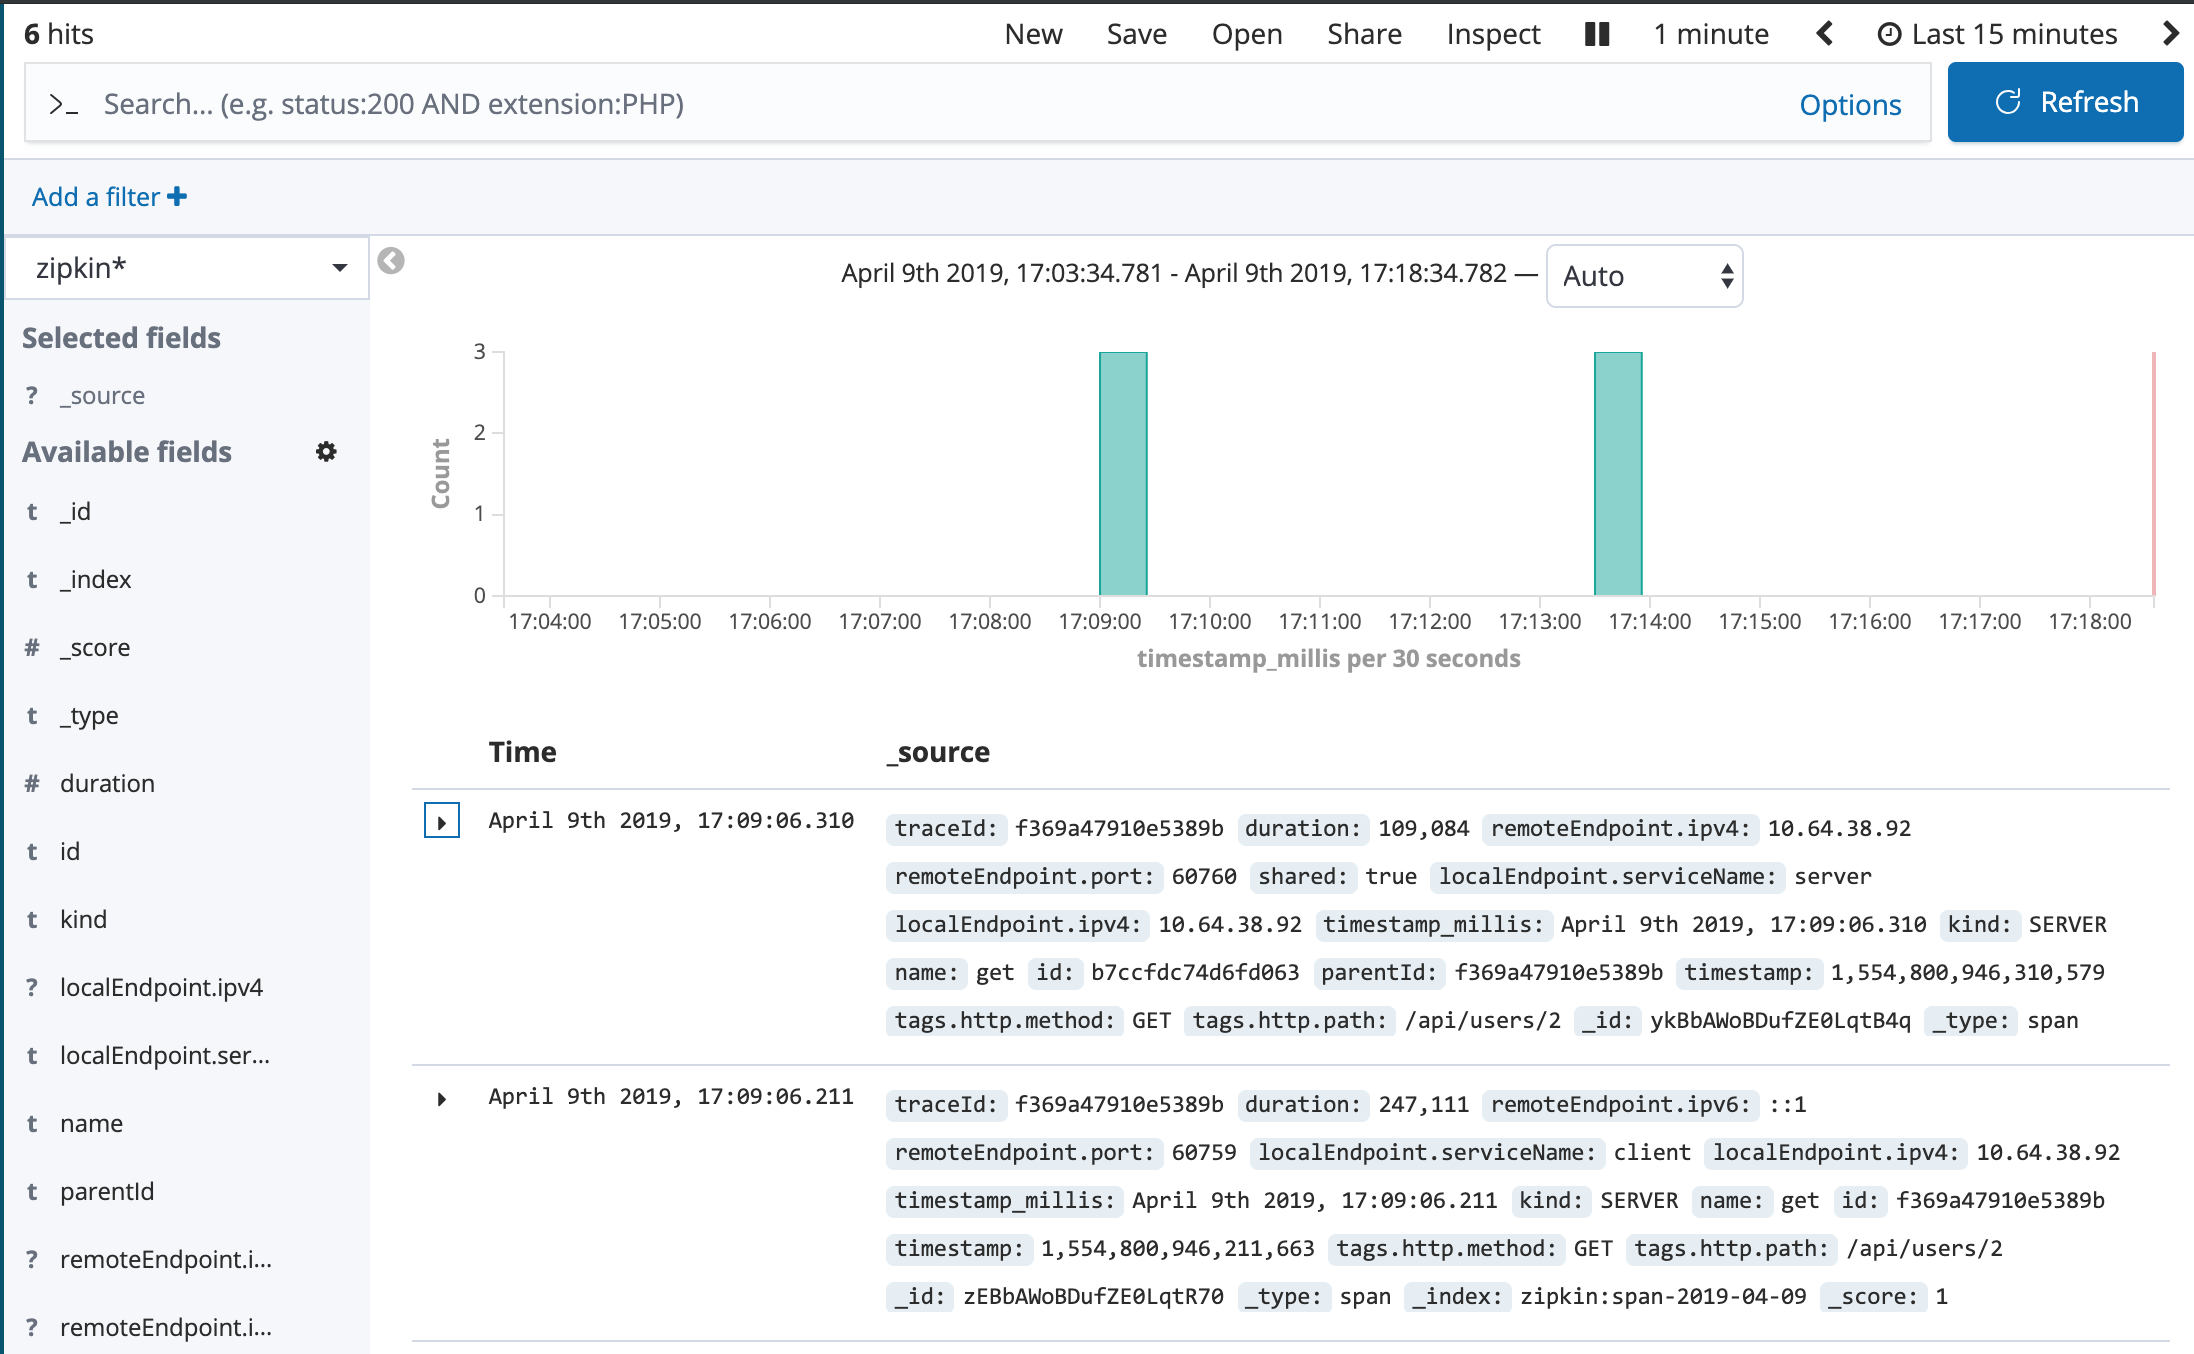 6 hits New Save Open Share Inspect 1 minute Last 15 minutes
>_ Search... (e.g. status:200 AND extension:PHP) Options Refresh
Add a filter +
zipkin*
Selected fields
? _source
Available fields
t _id
t _index
# _score
t _type
# duration
t id
t kind
? localEndpoint.ipv4
t localEndpoint.ser...
t name
t parentId
? remoteEndpoint.i...
? remoteEndpoint.i...
April 9th 2019, 17:03:34.781 - April 9th 2019, 17:18:34.782 — Auto
Count
3
2
1
0
17:04:00 17:05:00 17:06:00 17:07:00 17:08:00 17:09:00 17:10:00 17:11:00 17:12:00 17:13:00 17:14:00 17:15:00 17:16:00 17:17:00 17:18:00
timestamp_millis per 30 seconds
Time _source
April 9th 2019, 17:09:06.310 traceId: f369a47910e5389b duration: 109,084 remoteEndpoint.ipv4: 10.64.38.92
remoteEndpoint.port: 60760 shared: true localEndpoint.serviceName: server
localEndpoint.ipv4: 10.64.38.92 timestamp_millis: April 9th 2019, 17:09:06.310 kind: SERVER
name: get id: b7ccfdc74d6fd063 parentId: f369a47910e5389b timestamp: 1,554,800,946,310,579
tags.http.method: GET tags.http.path: /api/users/2 _id: ykBbAWoBDufZE0LqtB4q _type: span
April 9th 2019, 17:09:06.211 traceId: f369a47910e5389b duration: 247,111 remoteEndpoint.ipv6: ::1
remoteEndpoint.port: 60759 localEndpoint.serviceName: client localEndpoint.ipv4: 10.64.38.92
timestamp_millis: April 9th 2019, 17:09:06.211 kind: SERVER name: get id: f369a47910e5389b
timestamp: 1,554,800,946,211,663 tags.http.method: GET tags.http.path: /api/users/2
_id: zEBbAWoBDufZE0LqtR70 _type: span _index: zipkin:span-2019-04-09 _score: 1